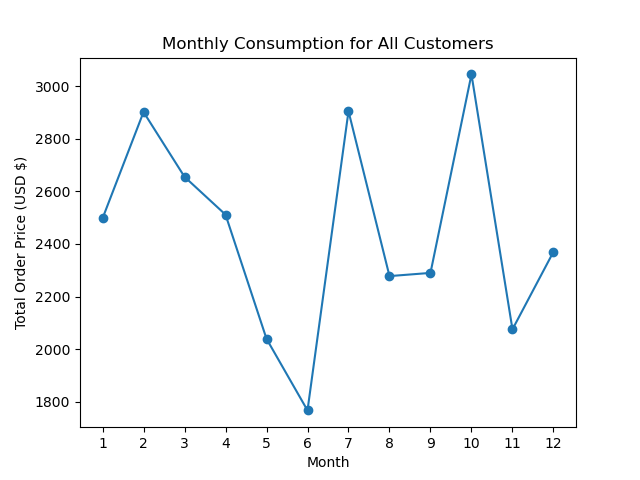 Monthly Consumption for All Customers
Total Order Price (USD $)
3000
2800
2600
2400
2200
2000
1800
1 2 3 4 5 6 7 8 9 10 11 12
Month